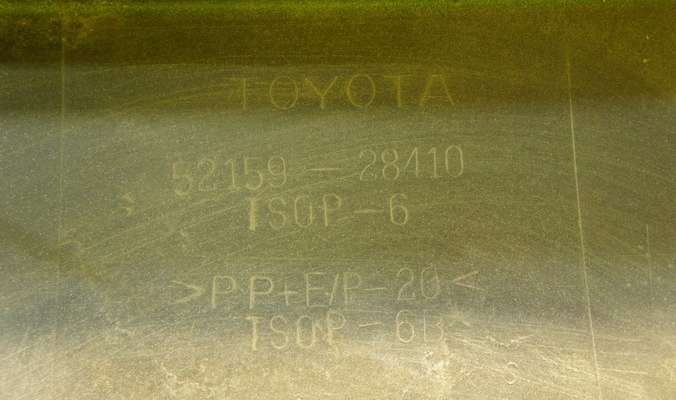 TOYOTA
52159-28410
TSOP-6
>PP+E/P-20<
TSOP-6B